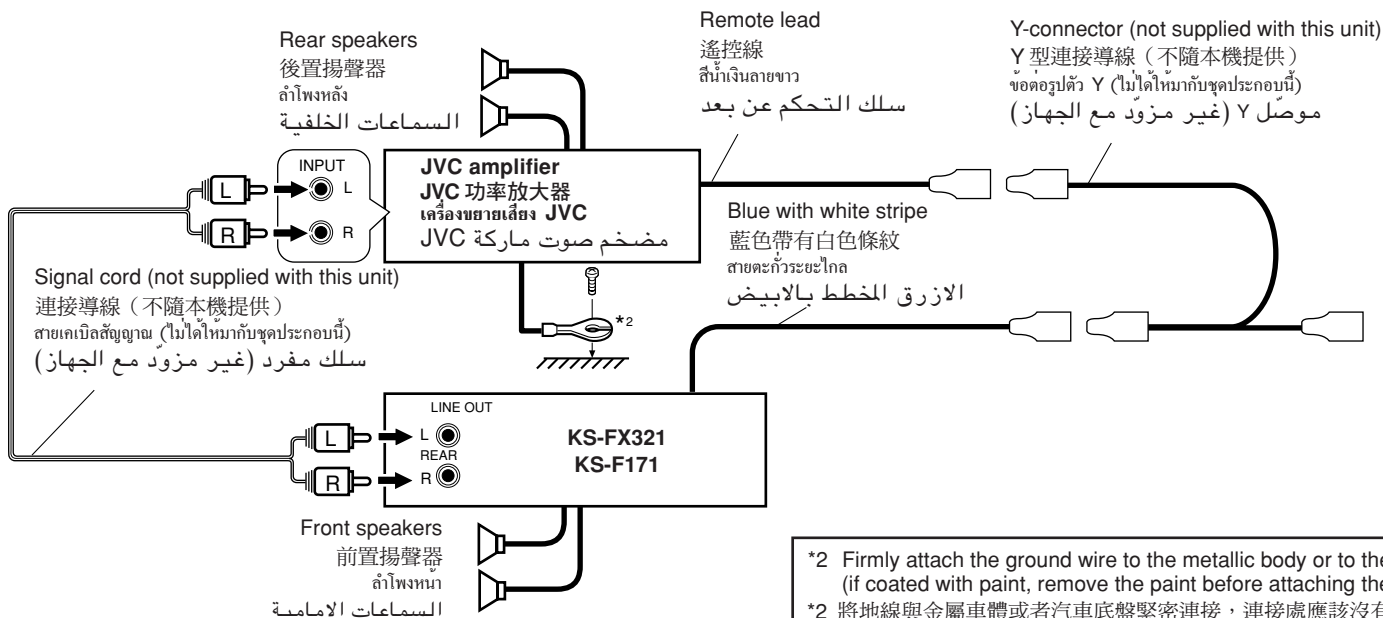 Rear speakers
後置揚聲器
ลำโพงหลัง
السماعات الخلفية
Remote lead
遙控線
สีน้ำเงินลายขาว
سلك التحكم عن بعد
Y-connector (not supplied with this unit)
Y 型連接導線（不隨本機提供）
ข้อต่อรูปตัว Y (ไม่ได้ให้มากับชุดประกอบนี้)
موصّل Y (غير مزوّد مع الجهاز)
INPUT
L
L
R
R
JVC amplifier
JVC 功率放大器
เครื่องขยายเสียง JVC
مضخم صوت ماركة JVC
Blue with white stripe
藍色帶有白色條紋
สายตะกั่วระยะไกล
الازرق المخطط بالابيض
Signal cord (not supplied with this unit)
連接導線（不隨本機提供）
สายเคเบิลสัญญาณ (ไม่ได้ให้มากับชุดประกอบนี้)
سلك مفرد (غير مزوّد مع الجهاز)
*2
LINE OUT
L
L
REAR
R
R
KS-FX321
KS-F171
Front speakers
前置揚聲器
ลำโพงหน้า
السماعات الامامية
*2 Firmly attach the ground wire to the metallic body or to the
(if coated with paint, remove the paint before attaching the
*2 將地線與金屬車體或者汽車底盤緊密連接，連接處應該沒有